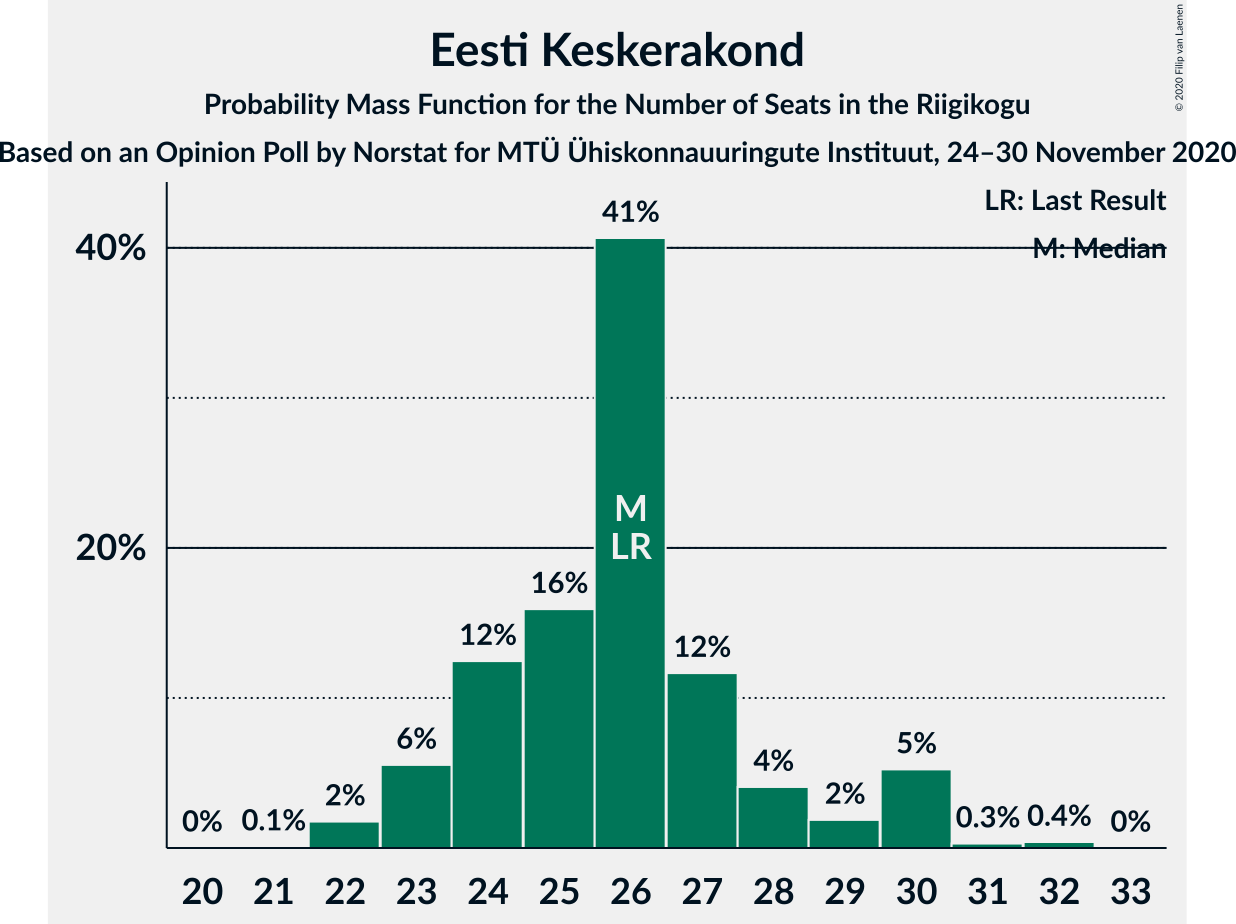 Eesti Keskerakond
Probability Mass Function for the Number of Seats in the Riigikogu
Based on an Opinion Poll by Norstat for MTÜ Ühiskonnauuringute Instituut, 24–30 November 2020
© 2020 Filip van Laenen
LR: Last Result
M: Median
40%
20%
0%
0.1%
2%
6%
12%
16%
41%
12%
4%
2%
5%
0.3%
0.4%
0%
M
LR
20 21 22 23 24 25 26 27 28 29 30 31 32 33